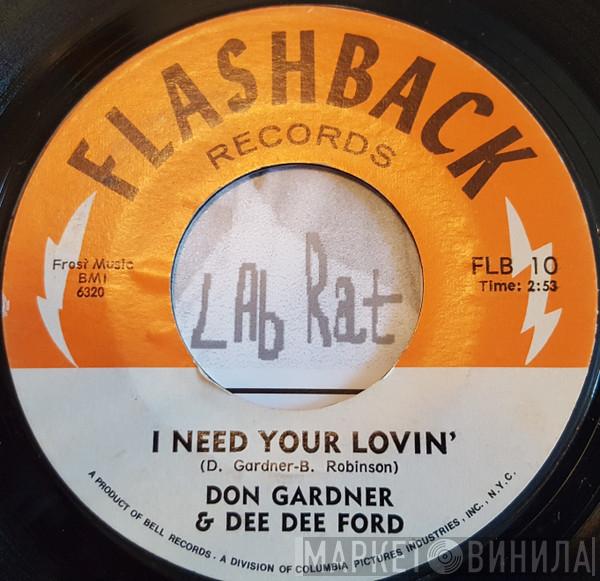 FLASHBACK
RECORDS
Frost Music
BMI
6320
FLB 10
Time: 2:53
LAb Rat
I NEED YOUR LOVIN'
(D. Gardner-B. Robinson)
DON GARDNER
& DEE DEE FORD
A PRODUCT OF BELL RECORDS. A DIVISION OF COLUMBIA PICTURES INDUSTRIES, INC., N.Y.C.
МАРКЕТ ВИНИЛА